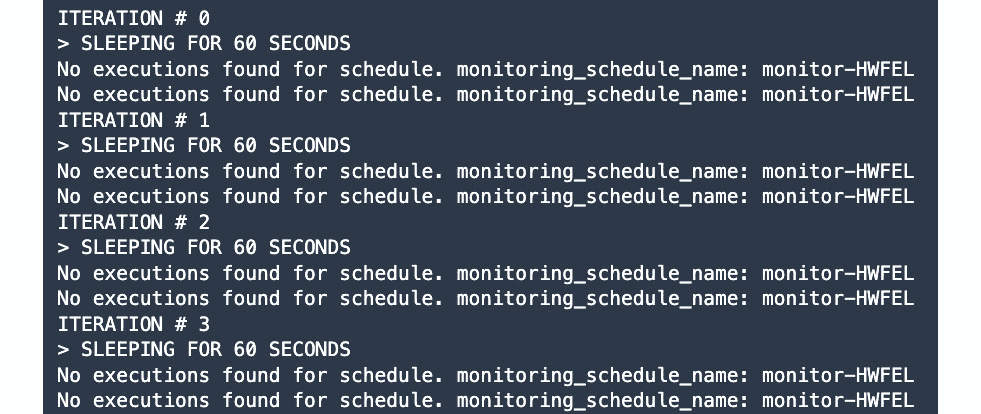 ITERATION # 0
> SLEEPING FOR 60 SECONDS
No executions found for schedule. monitoring_schedule_name: monitor-HWFEL
No executions found for schedule. monitoring_schedule_name: monitor-HWFEL
ITERATION # 1
> SLEEPING FOR 60 SECONDS
No executions found for schedule. monitoring_schedule_name: monitor-HWFEL
No executions found for schedule. monitoring_schedule_name: monitor-HWFEL
ITERATION # 2
> SLEEPING FOR 60 SECONDS
No executions found for schedule. monitoring_schedule_name: monitor-HWFEL
No executions found for schedule. monitoring_schedule_name: monitor-HWFEL
ITERATION # 3
> SLEEPING FOR 60 SECONDS
No executions found for schedule. monitoring_schedule_name: monitor-HWFEL
No executions found for schedule. monitoring_schedule_name: monitor-HWFEL